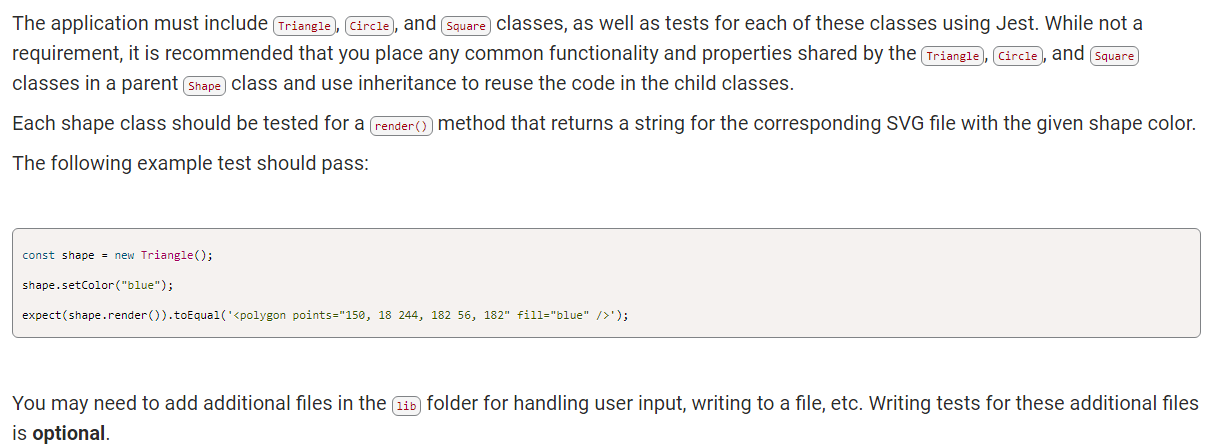 The application must include Triangle, Circle, and Square classes, as well as tests for each of these classes using Jest. While not a
requirement, it is recommended that you place any common functionality and properties shared by the Triangle, Circle, and Square
classes in a parent Shape class and use inheritance to reuse the code in the child classes.
Each shape class should be tested for a render() method that returns a string for the corresponding SVG file with the given shape color.
The following example test should pass:
const shape = new Triangle();
shape.setColor("blue");
expect(shape.render()).toEqual('<polygon points="150, 18 244, 182 56, 182" fill="blue" />');
You may need to add additional files in the lib folder for handling user input, writing to a file, etc. Writing tests for these additional files
is optional.